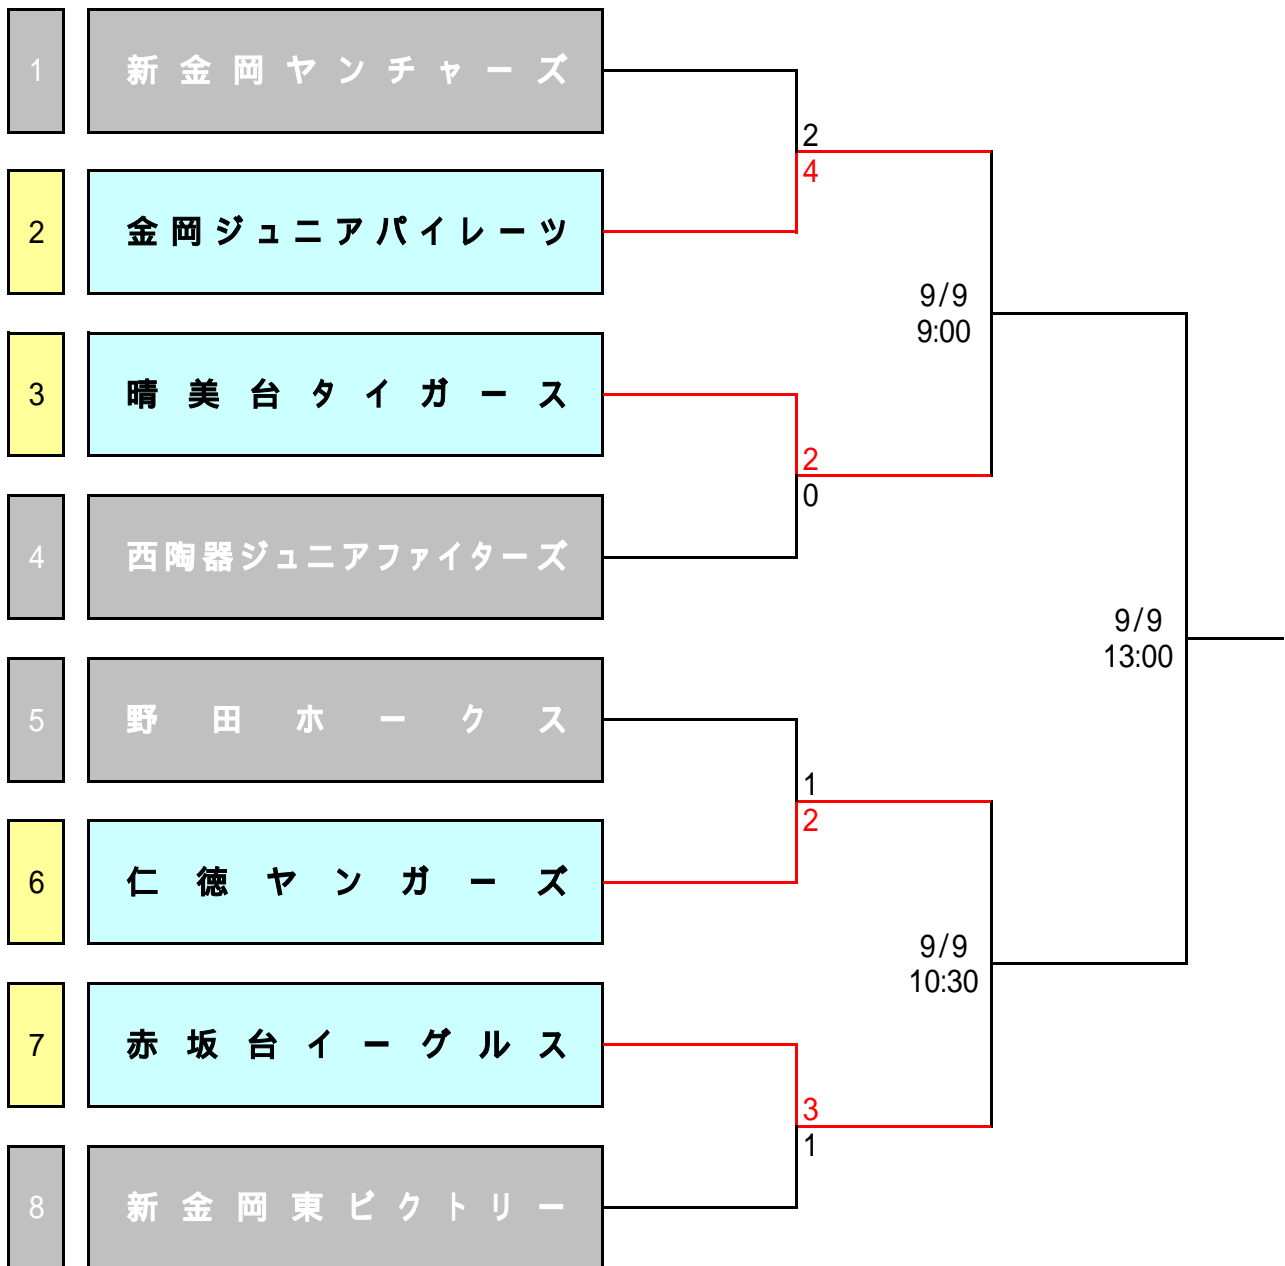 1 新金岡ヤンチャーズ
2
4
2 金岡ジュニアパイレーツ
9/9
9:00
3 晴美台タイガース
2
0
4 西陶器ジュニアファイターズ
9/9
13:00
5 野田ホークス
1
2
6 仁徳ヤンガーズ
9/9
10:30
7 赤坂台イーグルス
3
1
8 新金岡東ビクトリー